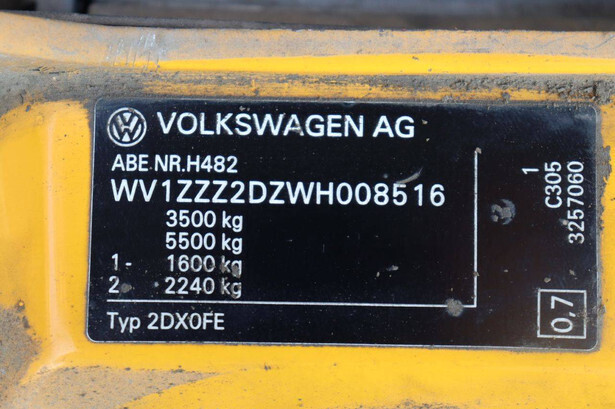 VOLKSWAGEN AG
ABE.NR.H482
WV1ZZZ2DZWH008516
3500 kg
5500 kg
1- 1600 kg
2 2240 kg
Typ 2DX0FE
1
C305
3257060
0,7